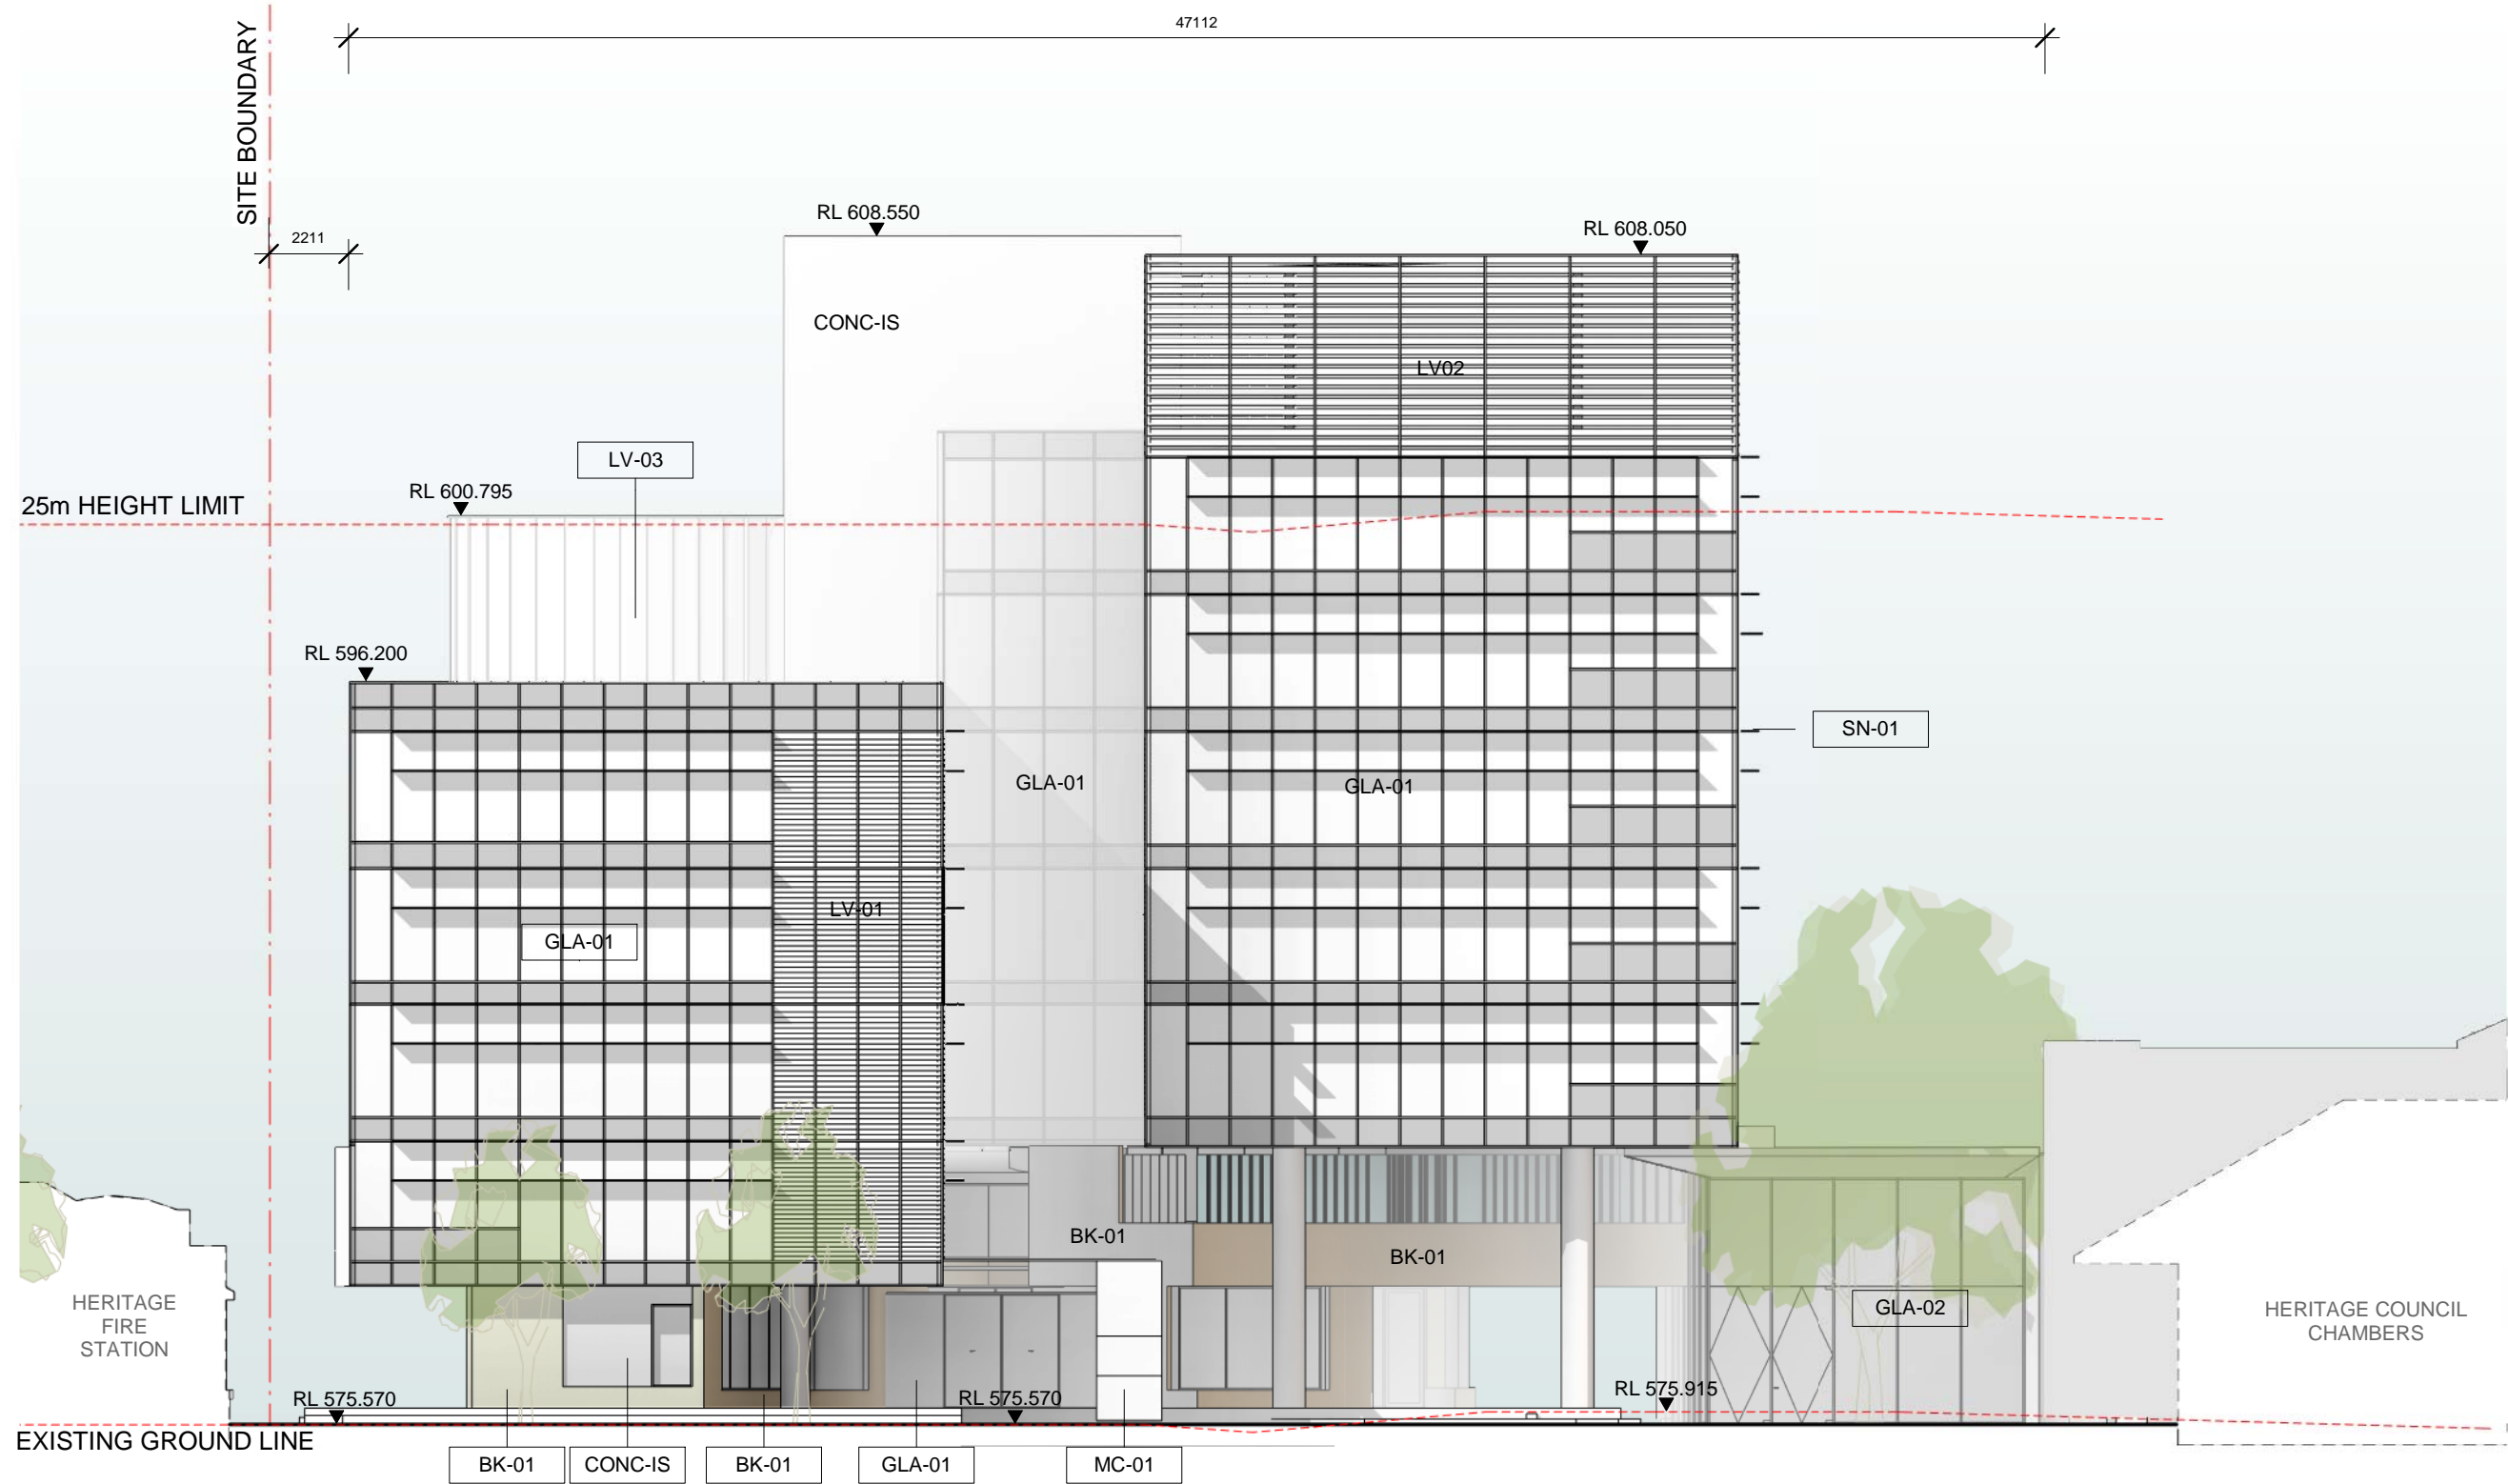 47112
SITE BOUNDARY
2211
RL 608.550
RL 608.050
CONC-IS
LV02
LV-03
RL 600.795
25m HEIGHT LIMIT
RL 596.200
SN-01
GLA-01
GLA-01
LV-01
GLA-01
BK-01
BK-01
GLA-02
HERITAGE
FIRE
STATION
HERITAGE COUNCIL
CHAMBERS
RL 575.570
RL 575.570
RL 575.915
EXISTING GROUND LINE
BK-01
CONC-IS
BK-01
GLA-01
MC-01